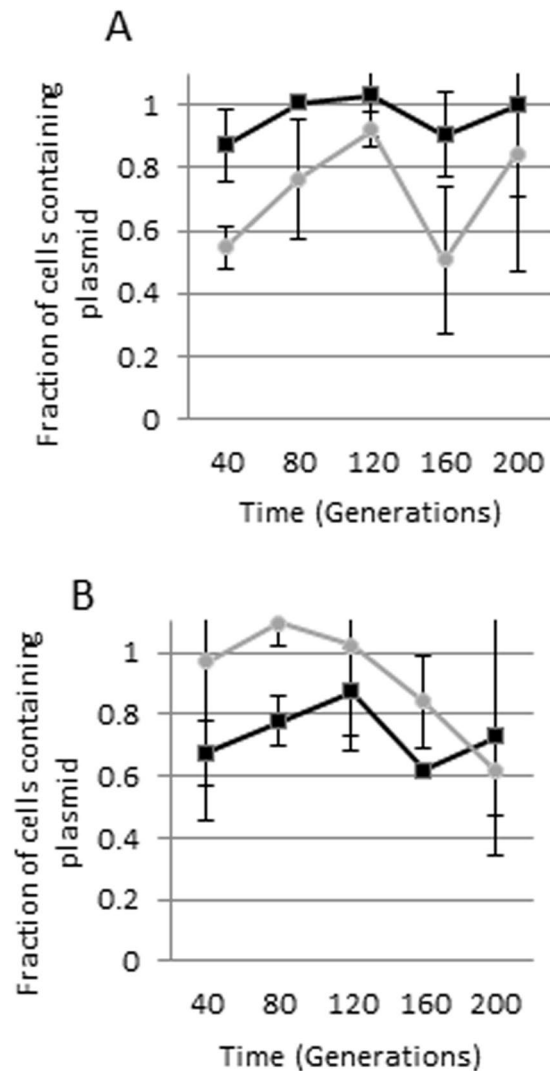 A
Fraction of cells containing
plasmid
1
0.8
0.6
0.4
0.2
0
40 80 120 160 200
Time (Generations)
B
Fraction of cells containing
plasmid
1
0.8
0.6
0.4
0.2
0
40 80 120 160 200
Time (Generations)